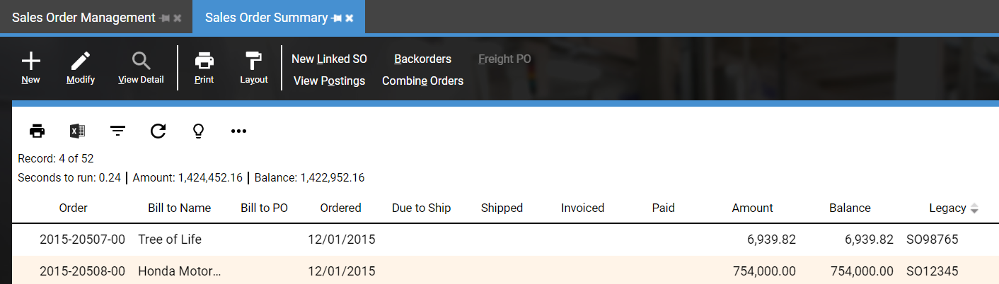 Sales Order Management Sales Order Summary
New Linked SO Backorders Freight PO
New Modify View Detail Print Layout View Postings Combine Orders
Record: 4 of 52
Seconds to run: 0.24 | Amount: 1,424,452.16 | Balance: 1,422,952.16
Order Bill to Name Bill to PO Ordered Due to Ship Shipped Invoiced Paid Amount Balance Legacy
2015-20507-00 Tree of Life 12/01/2015 6,939.82 6,939.82 SO98765
2015-20508-00 Honda Motor... 12/01/2015 754,000.00 754,000.00 SO12345